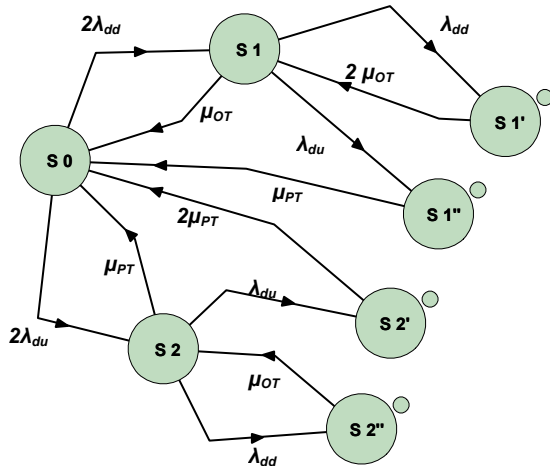 2λdd
S 1
λdd
2 μOT
S 1'
μOT
λdu
S 0
μPT
S 1''
2μPT
μPT
λdu
S 2'
2λdu
S 2
μOT
S 2''
λdd